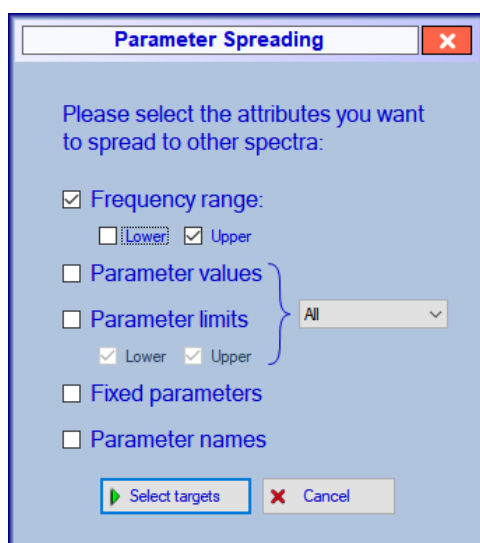 Parameter Spreading
Please select the attributes you want
to spread to other spectra:
Frequency range:
Lower Upper
Parameter values
Parameter limits
All
Lower Upper
Fixed parameters
Parameter names
Select targets Cancel